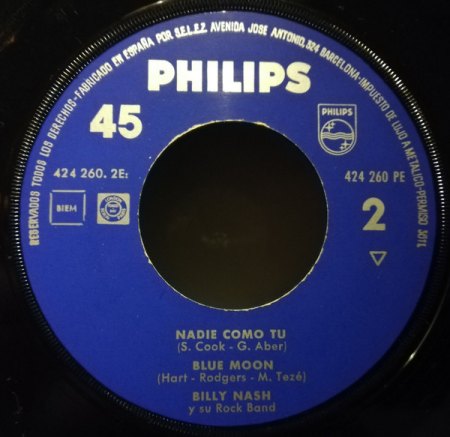 RESERVADOS TODOS LOS DERECHOS-FABRICADO EN ESPAÑA POR G.E.L.E.Z. AVENIDA JOSE ANTONIO, 524 BARCELONA-IMPUESTO DE LUJO A METALICO-PERMISO 3011
PHILIPS
45
PHILIPS
424 260. 2E:
424 260 PE
BIEM
2
NADIE COMO TU
(S. Cook - G. Aber)
BLUE MOON
(Hart - Rodgers - M. Tezé)
BILLY NASH
y su Rock Band